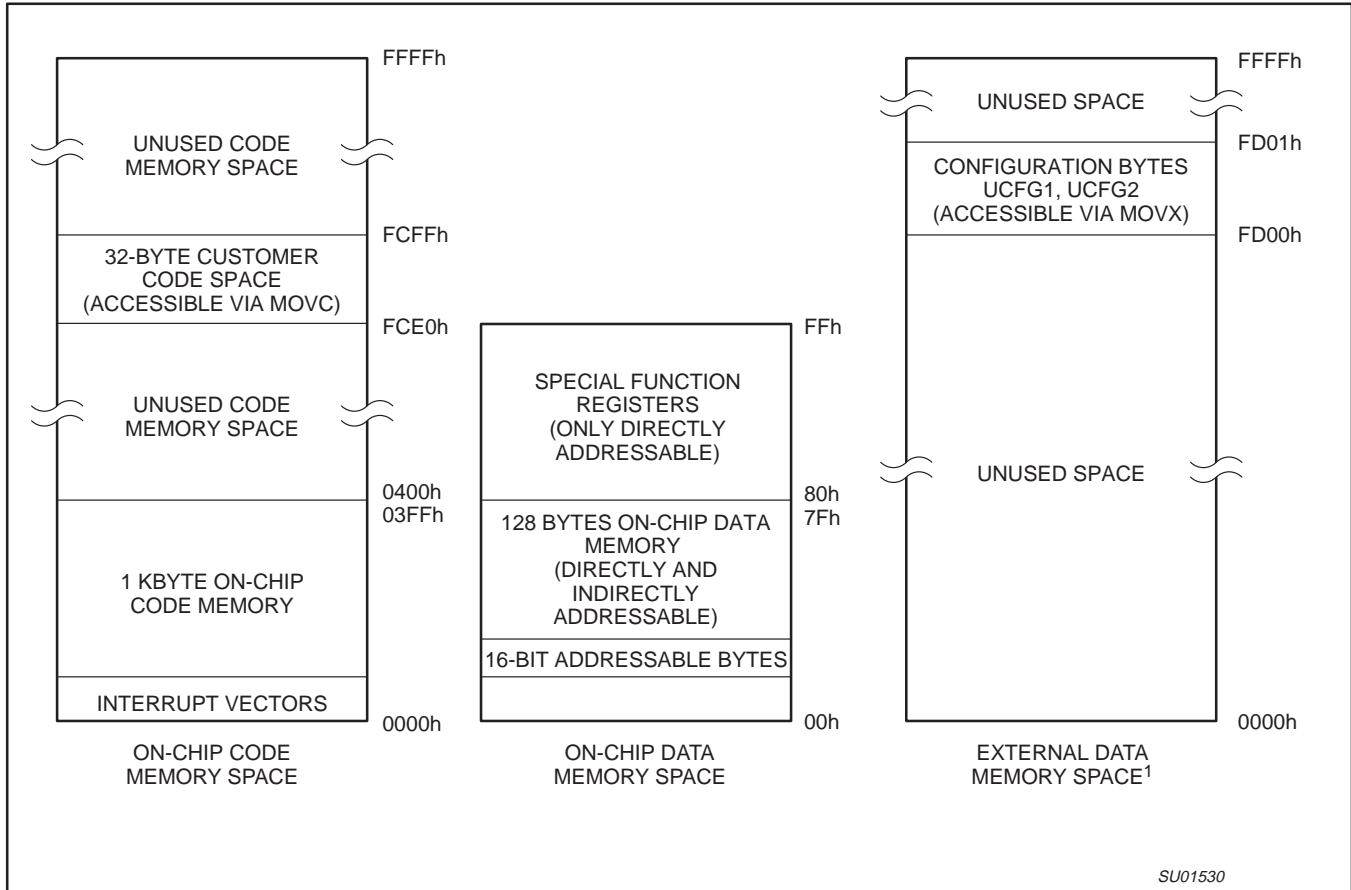 FFFFh
UNUSED CODE
MEMORY SPACE
FCFFh
32-BYTE CUSTOMER
CODE SPACE
(ACCESSIBLE VIA MOVC)
FCE0h
UNUSED CODE
MEMORY SPACE
0400h
03FFh
1 KBYTE ON-CHIP
CODE MEMORY
INTERRUPT VECTORS
0000h
ON-CHIP CODE
MEMORY SPACE
FFh
SPECIAL FUNCTION
REGISTERS
(ONLY DIRECTLY
ADDRESSABLE)
80h
7Fh
128 BYTES ON-CHIP DATA
MEMORY
(DIRECTLY AND
INDIRECTLY
ADDRESSABLE)
16-BIT ADDRESSABLE BYTES
00h
ON-CHIP DATA
MEMORY SPACE
FFFFh
UNUSED SPACE
FD01h
CONFIGURATION BYTES
UCFG1, UCFG2
(ACCESSIBLE VIA MOVX)
FD00h
UNUSED SPACE
0000h
EXTERNAL DATA
MEMORY SPACE1
SU01530